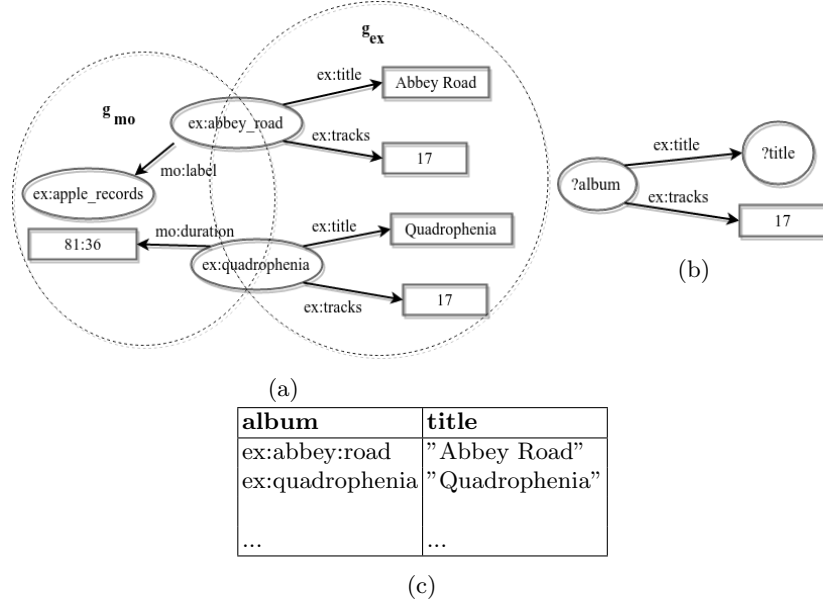 g ex
ex:title
Abbey Road
g mo
ex:abbey_road
ex:tracks
17
mo:label
ex:apple_records
mo:duration
81:36
ex:title
Quadrophenia
ex:quadrophenia
ex:tracks
17
ex:title
?title
?album
ex:tracks
17
(b)
(a)
album title
ex:abbey:road ”Abbey Road”
ex:quadrophenia ”Quadrophenia”
... ...
(c)